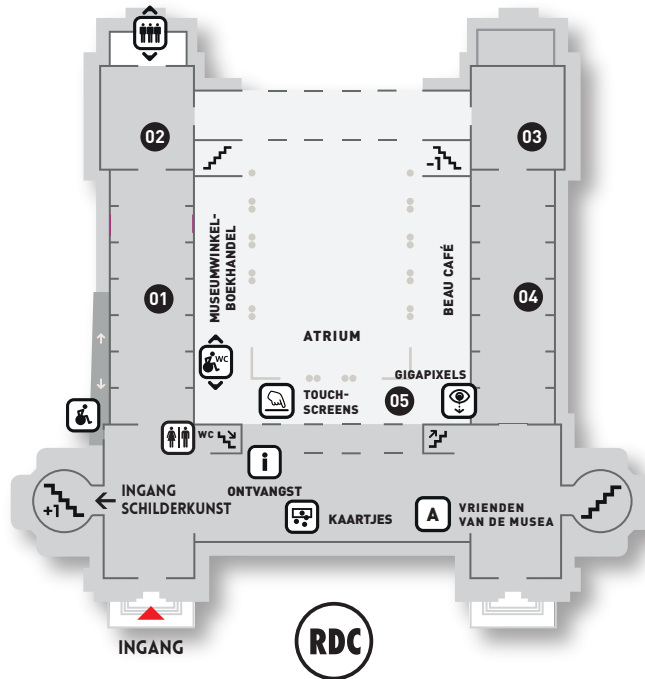 02
03
-1
MUSEUMWINKEL-
BOEKHANDEL
BEAU CAFÉ
01
04
WC
ATRIUM
GIGAPIXELS
TOUCH-
SCREENS
05
WC
i
ONTVANGST
+1
INGANG
SCHILDERKUNST
KAARTJES
A
VRIENDEN
VAN DE MUSEA
INGANG
RDC